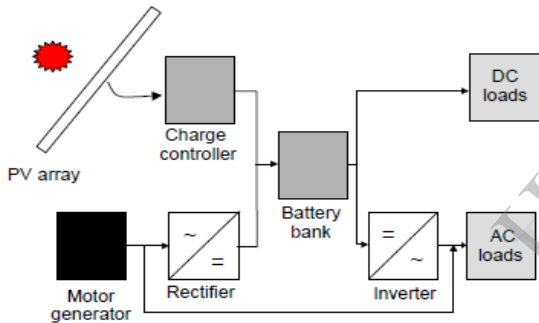 PV array
Charge
controller
DC
loads
Battery
bank
~
=
=
~
AC
loads
Motor
generator
Rectifier
Inverter